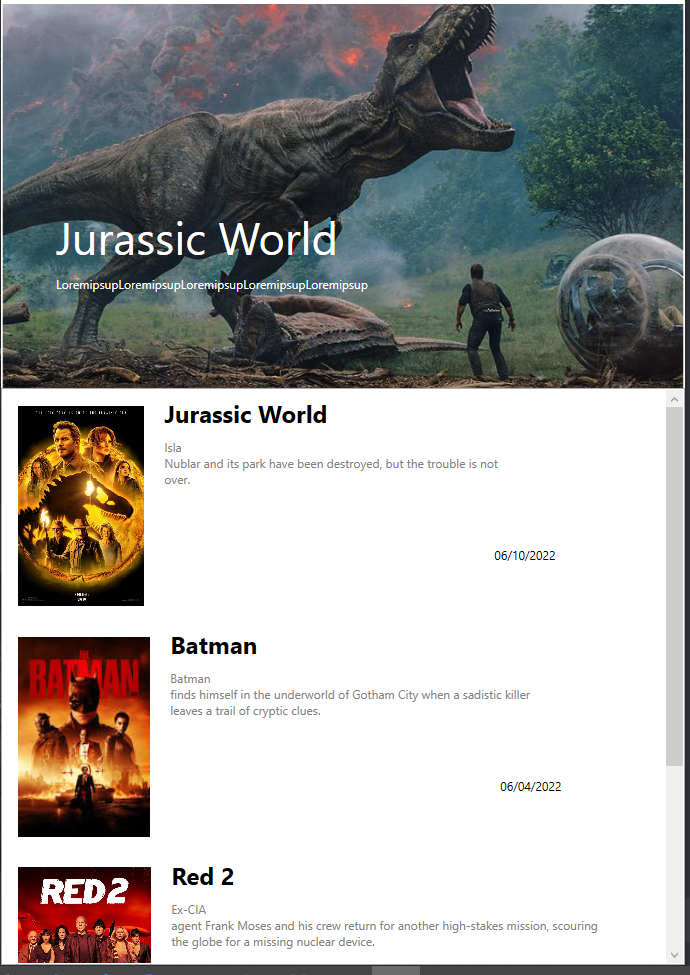 Jurassic World
LoremipsupLoremipsupLoremipsupLoremipsupLoremipsup
Jurassic World
Isla
Nublar and its park have been destroyed, but the trouble is not
over.
06/10/2022
THE
BATMAN
Batman
Batman
finds himself in the underworld of Gotham City when a sadistic killer
leaves a trail of cryptic clues.
06/04/2022
RED 2
Red 2
Ex-CIA
agent Frank Moses and his crew return for another high-stakes mission, scouring
the globe for a missing nuclear device.